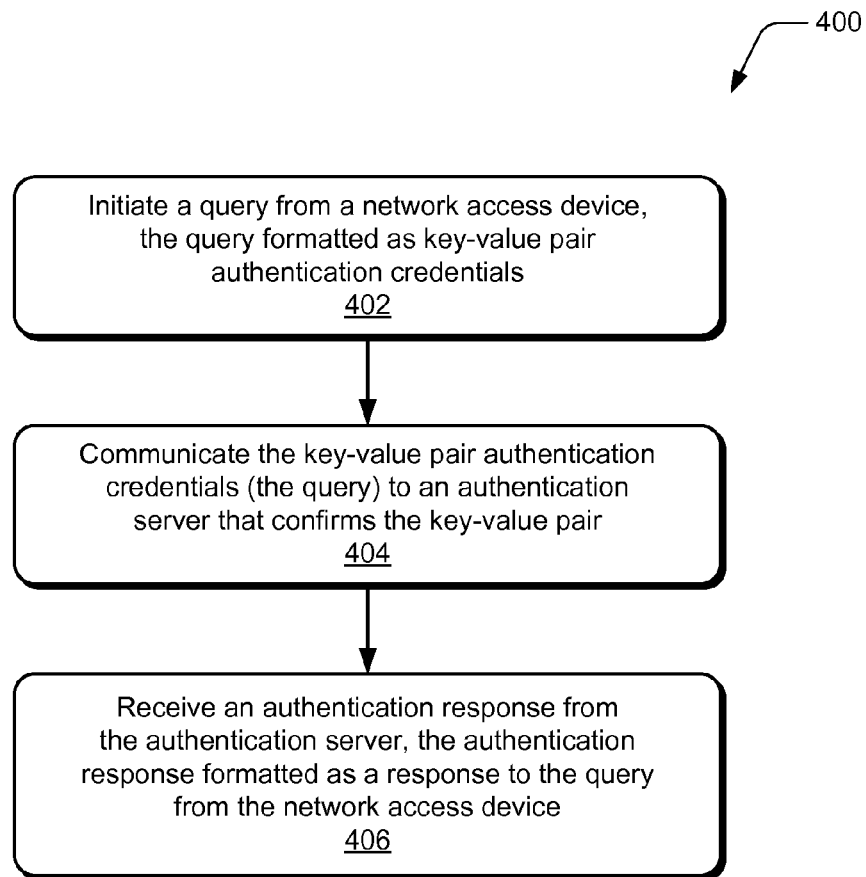 400
Initiate a query from a network access device,
the query formatted as key-value pair
authentication credentials
402
Communicate the key-value pair authentication
credentials (the query) to an authentication
server that confirms the key-value pair
404
Receive an authentication response from
the authentication server, the authentication
response formatted as a response to the query
from the network access device
406